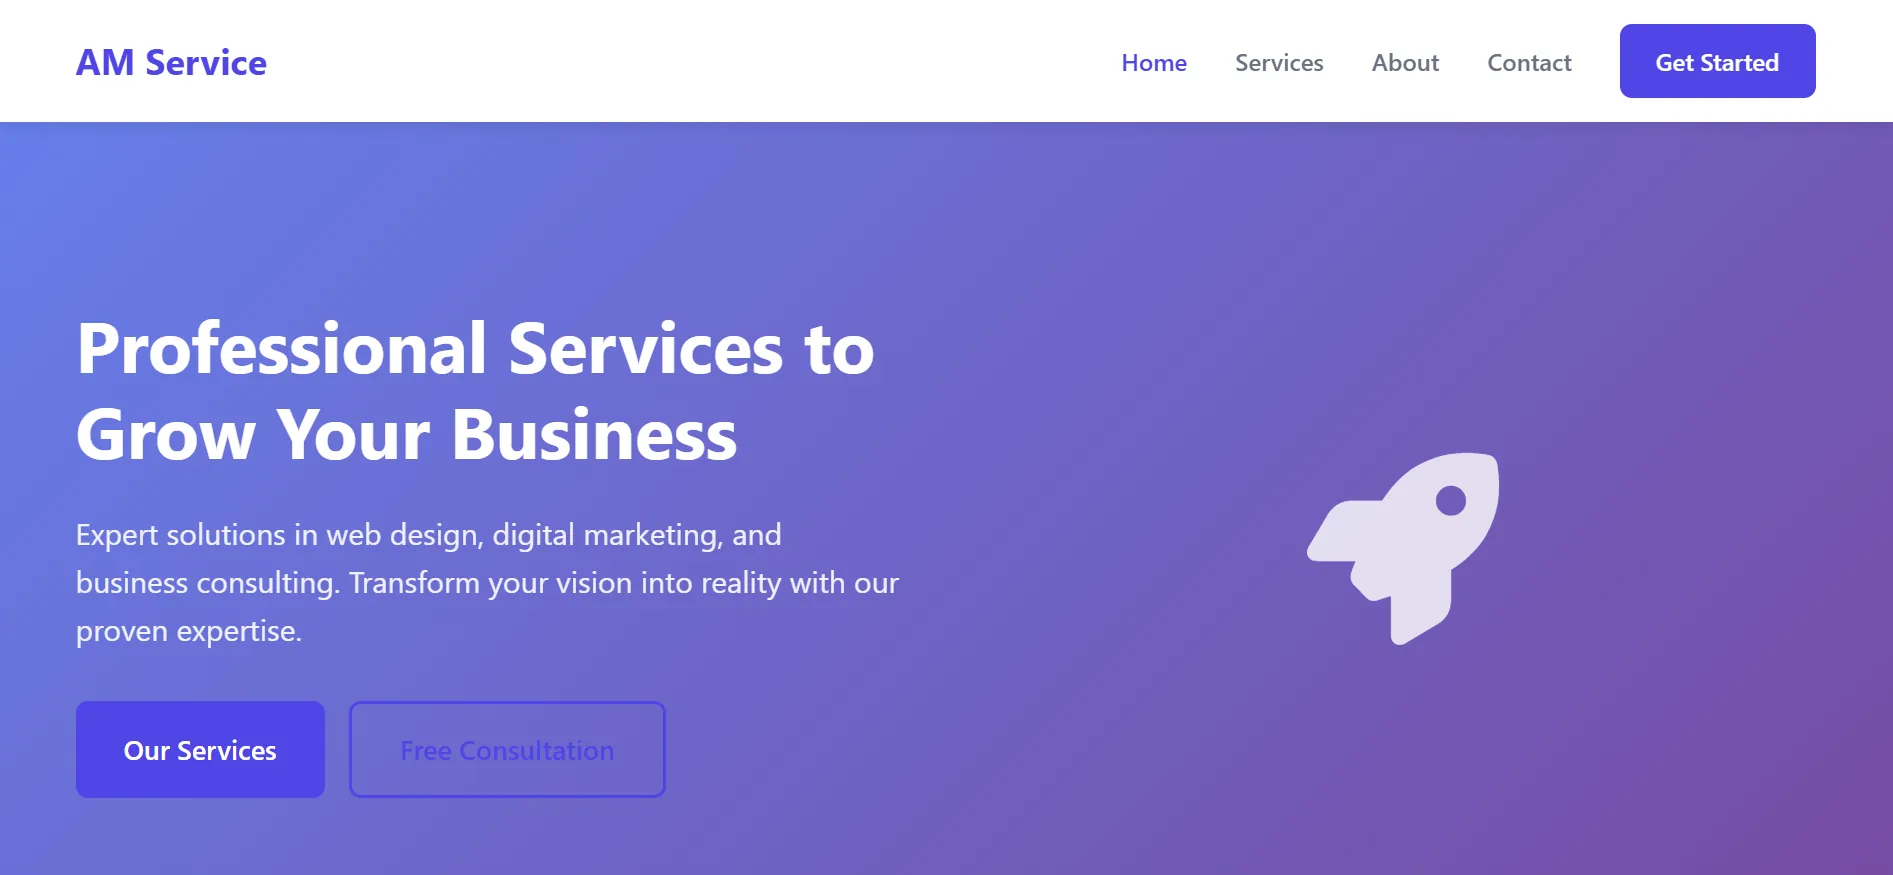 AM Service
Home
Services
About
Contact
Get Started
Professional Services to
Grow Your Business
Expert solutions in web design, digital marketing, and
business consulting. Transform your vision into reality with our
proven expertise.
Our Services
Free Consultation